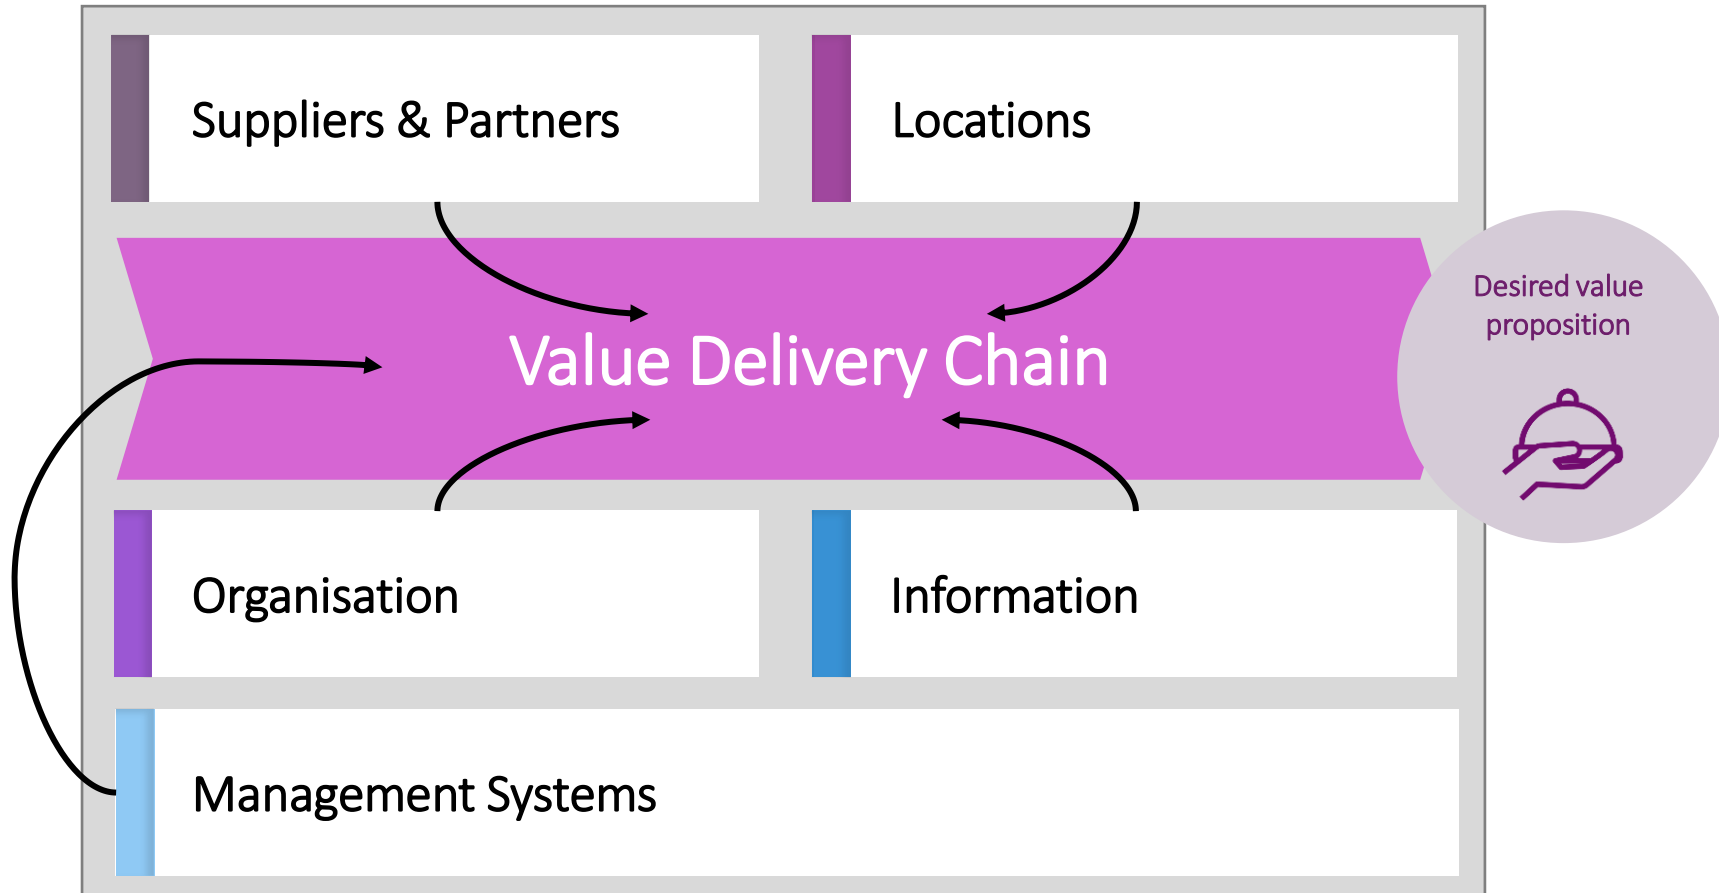 Suppliers & Partners
Locations
Value Delivery Chain
Desired value
proposition
Organisation
Information
Management Systems